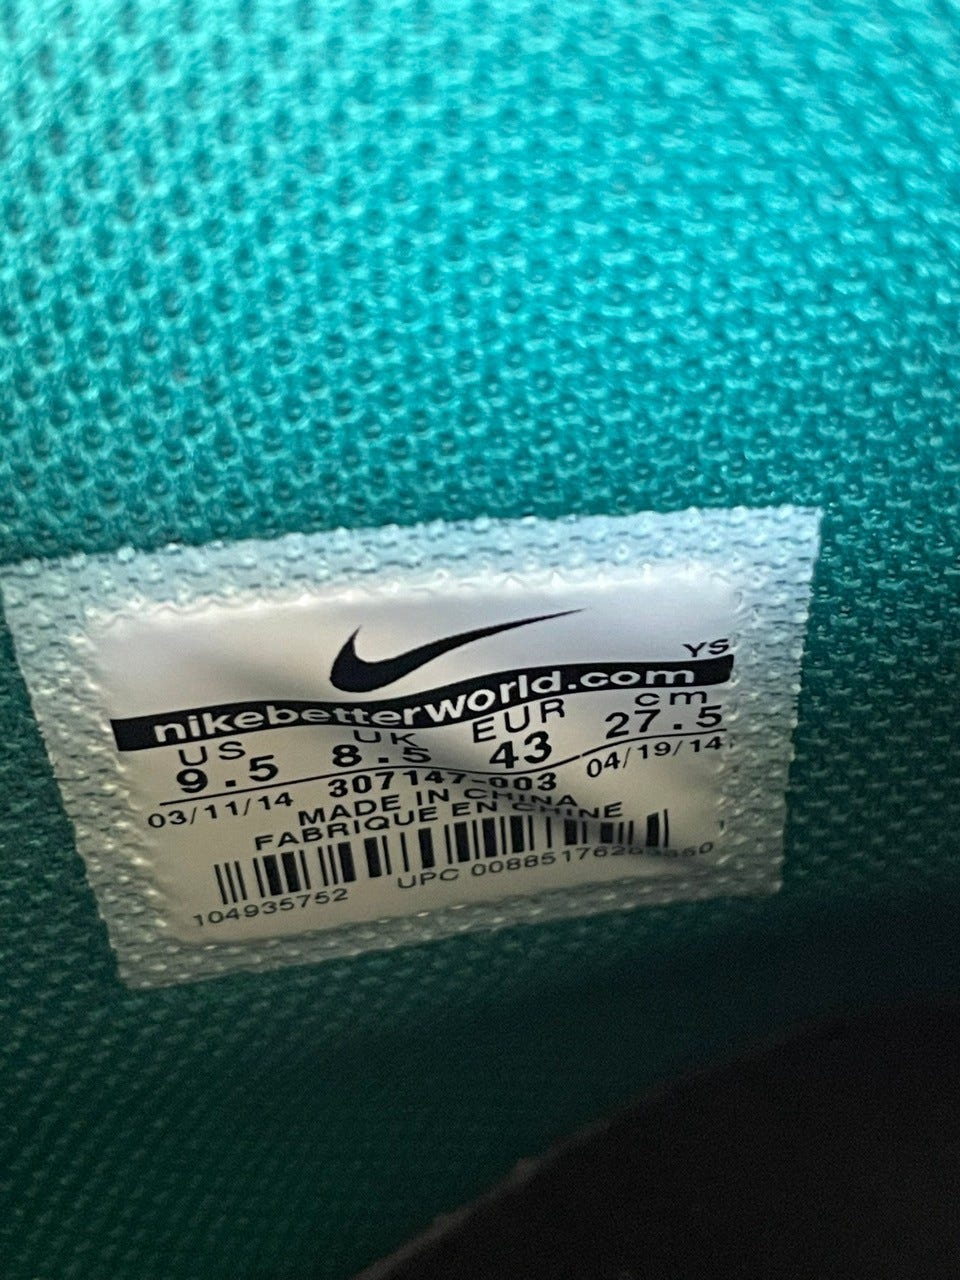 YS
nikebetterworld.com
US UK EUR cm
9.5 8.5 43 27.5
03/11/14 307147-003 04/19/14
MADE IN CHINA
FABRIQUE EN CHINE
104935752 UPC